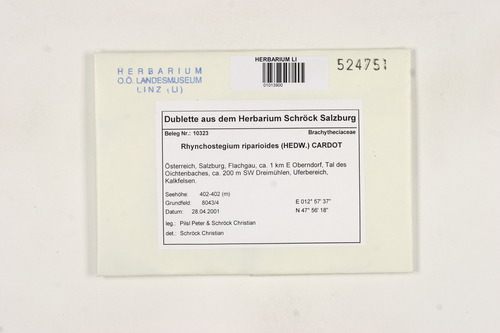 HERBARIUM
O.Ö. LANDESMUSEUM
LINZ (LI)
HERBARIUM LI
01013900
524751
Dublette aus dem Herbarium Schröck Salzburg
Beleg Nr.: 10323 Brachytheciaceae
Rhynchostegium riparioides (HEDW.) CARDOT
Österreich, Salzburg, Flachgau, ca. 1 km E Oberndorf, Tal des
Oichtenbaches, ca. 200 m SW Dreimühlen, Uferbereich,
Kalkfelsen.
Seehöhe: 402-402 (m)
Grundfeld: 8043/4 E 012° 57' 37"
Datum: 28.04.2001 N 47° 56' 18"
leg.: Pilsl Peter & Schröck Christian
det.: Schröck Christian